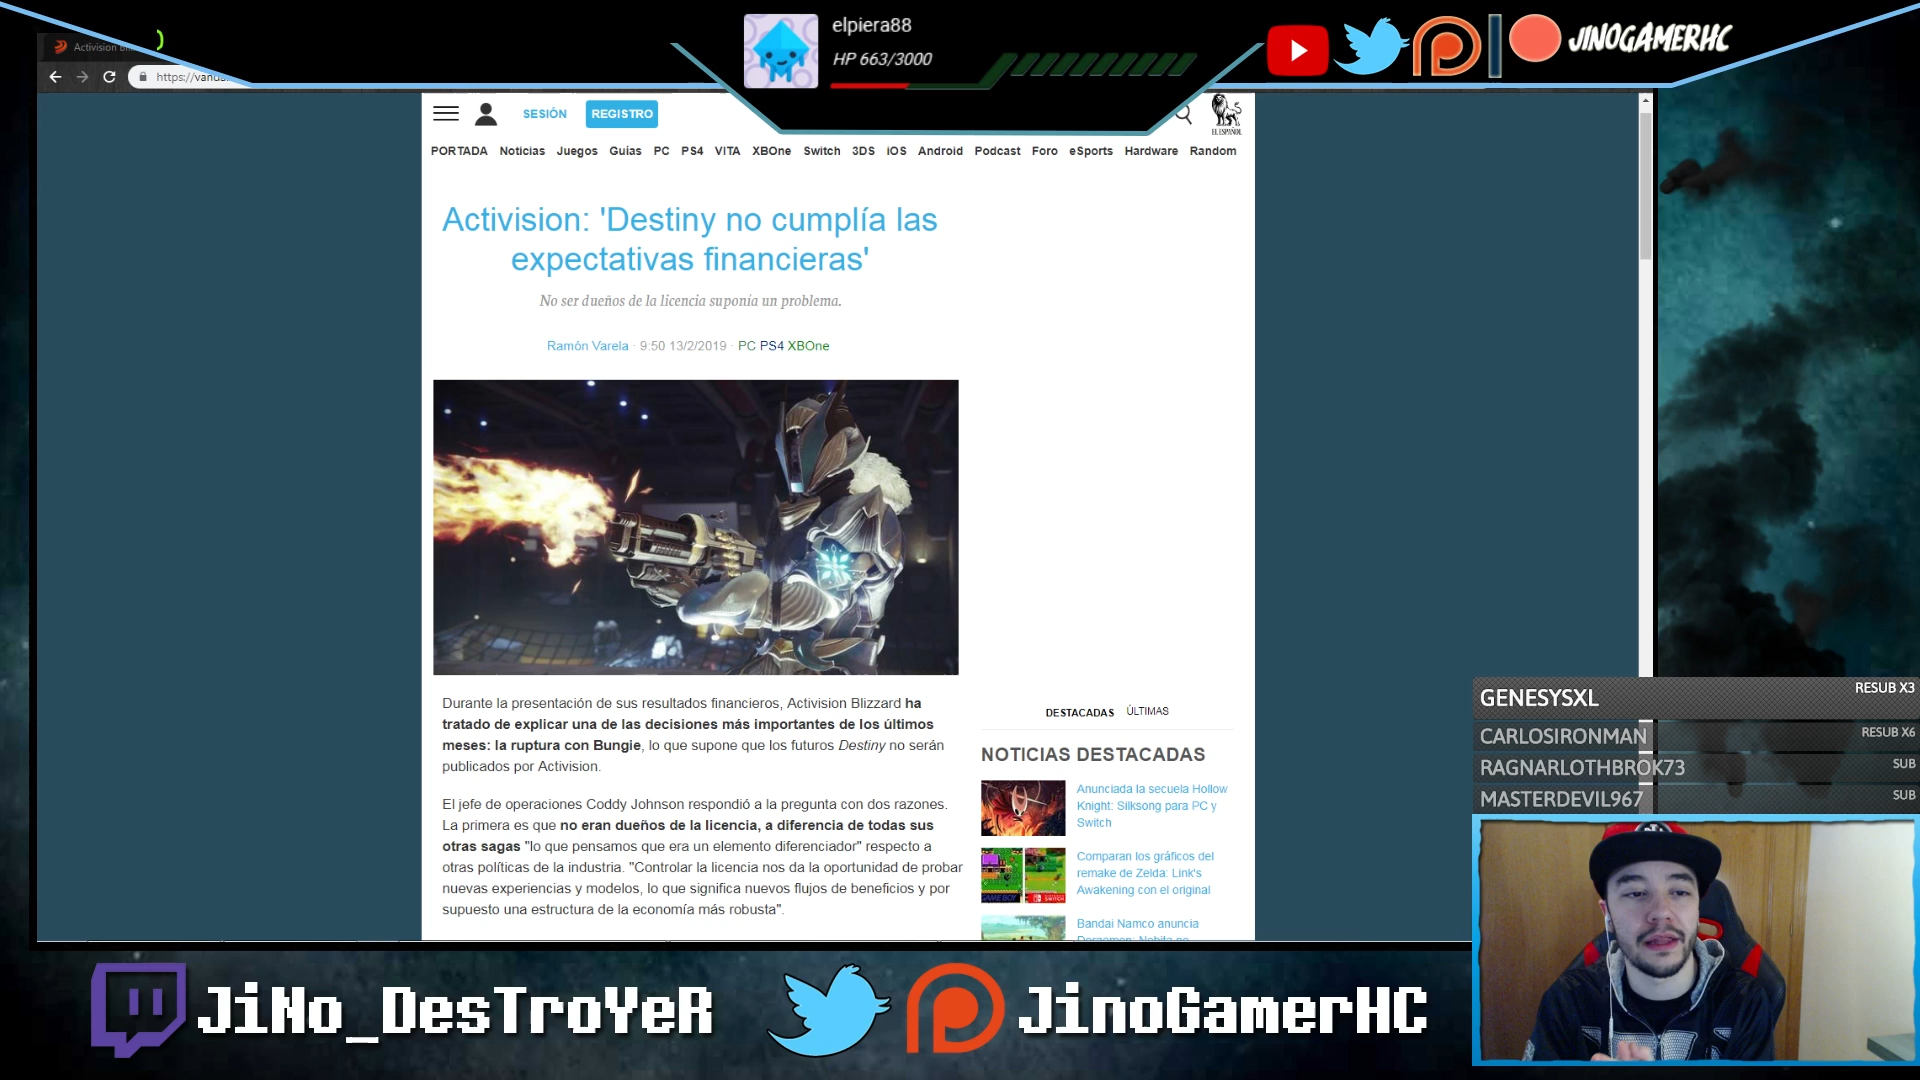 elpiera88
HP 663/3000
JINOGAMERHC
Activision
https://vand
SESIÓN
REGISTRO
EL ESPAÑOL
PORTADA Noticias Juegos Guías PC PS4 VITA XBOne Switch 3DS iOS Android Podcast Foro eSports Hardware Random
Activision: 'Destiny no cumplía las
expectativas financieras'
No ser dueños de la licencia suponía un problema.
Ramón Varela · 9:50 13/2/2019 · PC PS4 XBOne
Durante la presentación de sus resultados financieros, Activision Blizzard ha
tratado de explicar una de las decisiones más importantes de los últimos
meses: la ruptura con Bungie, lo que supone que los futuros Destiny no serán
publicados por Activision.
El jefe de operaciones Coddy Johnson respondió a la pregunta con dos razones.
La primera es que no eran dueños de la licencia, a diferencia de todas sus
otras sagas "lo que pensamos que era un elemento diferenciador" respecto a
otras políticas de la industria. "Controlar la licencia nos da la oportunidad de probar
nuevas experiencias y modelos, lo que significa nuevos flujos de beneficios y por
supuesto una estructura de la economía más robusta".
DESTACADAS ÚLTIMAS
NOTICIAS DESTACADAS
Anunciada la secuela Hollow
Knight: Silksong para PC y
Switch
Comparan los gráficos del
remake de Zelda: Link's
Awakening con el original
Bandai Namco anuncia
GENESYSXL RESUB X3
CARLOSIRONMAN RESUB X6
RAGNARLOTHBROK73 SUB
MASTERDEVIL967 SUB
JiNo_DesTroYeR
JinoGamerHC